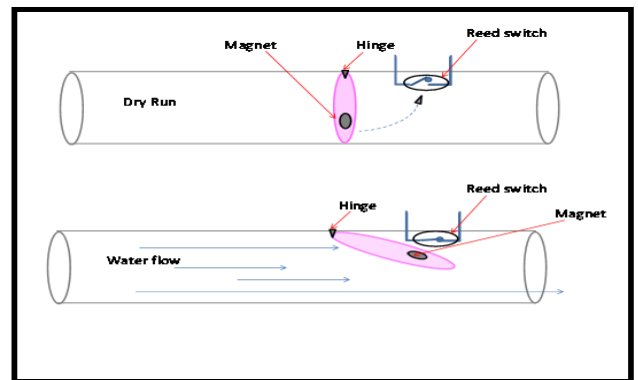 Reed switch
Magnet
Hinge
Dry Run
Reed switch
Hinge
Magnet
Water flow